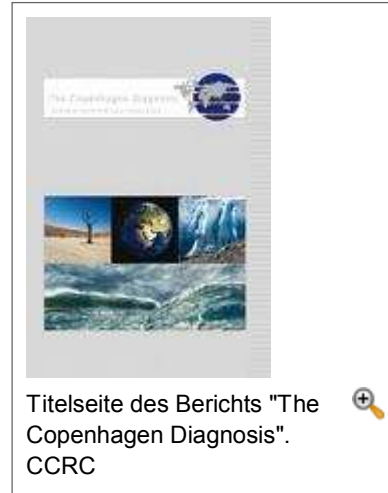 The Copenhagen Diagnosis
Titelseite des Berichts "The
Copenhagen Diagnosis".
CCRC